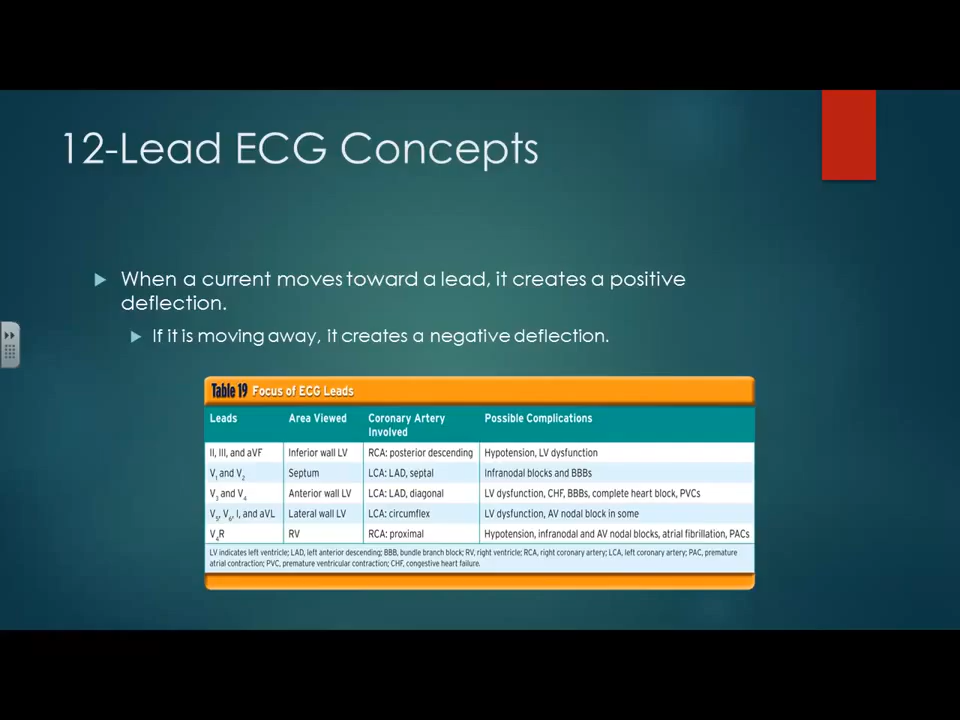 12-Lead ECG Concepts
When a current moves toward a lead, it creates a positive
deflection.
If it is moving away, it creates a negative deflection.
Table 19 Focus of ECG Leads
Leads Area Viewed Coronary Artery Involved Possible Complications
II, III, and aVF Inferior wall LV RCA: posterior descending Hypotension, LV dysfunction
V1 and V2 Septum LCA: LAD, septal Infranodal blocks and BBBs
V3 and V4 Anterior wall LV LCA: LAD, diagonal LV dysfunction, CHF, BBBs, complete heart block, PVCs
V5, V6, I, and aVL Lateral wall LV LCA: circumflex LV dysfunction, AV nodal block in some
V4R RV RCA: proximal Hypotension, infranodal and AV nodal blocks, atrial fibrillation, PACs
LV indicates left ventricle; LAD, left anterior descending; BBB, bundle branch block; RV, right ventricle; RCA, right coronary artery; LCA, left coronary artery; PAC, premature
atrial contraction; PVC, premature ventricular contraction; CHF, congestive heart failure.